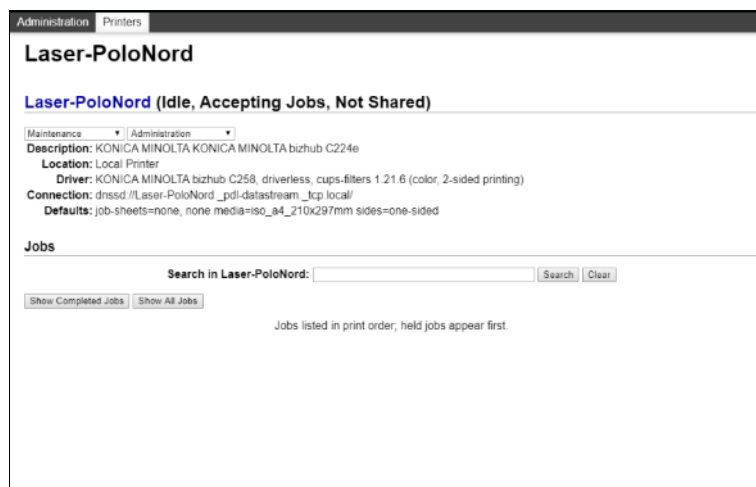 Administration Printers
Laser-PoloNord
Laser-PoloNord (Idle, Accepting Jobs, Not Shared)
Maintenance Administration
Description: KONICA MINOLTA KONICA MINOLTA bizhub C224e
Location: Local Printer
Driver: KONICA MINOLTA bizhub C258, driverless, cups-filters 1.21.6 (color, 2-sided printing)
Connection: dnssd://Laser-PoloNord._pdl-datastream._tcp.local/
Defaults: job-sheets=none, none media=iso_a4_210x297mm sides=one-sided
Jobs
Search in Laser-PoloNord: Search Clear
Show Completed Jobs Show All Jobs
Jobs listed in print order; held jobs appear first.